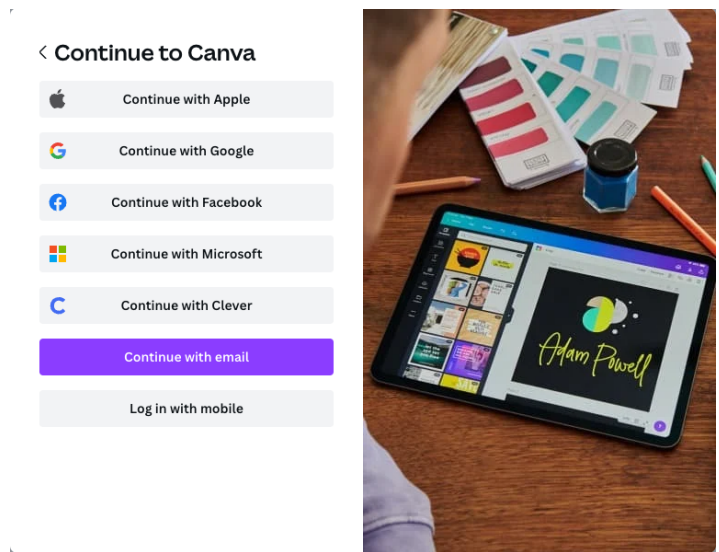 Continue to Canva
Continue with Apple
Continue with Google
Continue with Facebook
Continue with Microsoft
Continue with Clever
Continue with email
Log in with mobile
Adam Powell